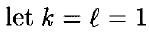 let k = ℓ = 1